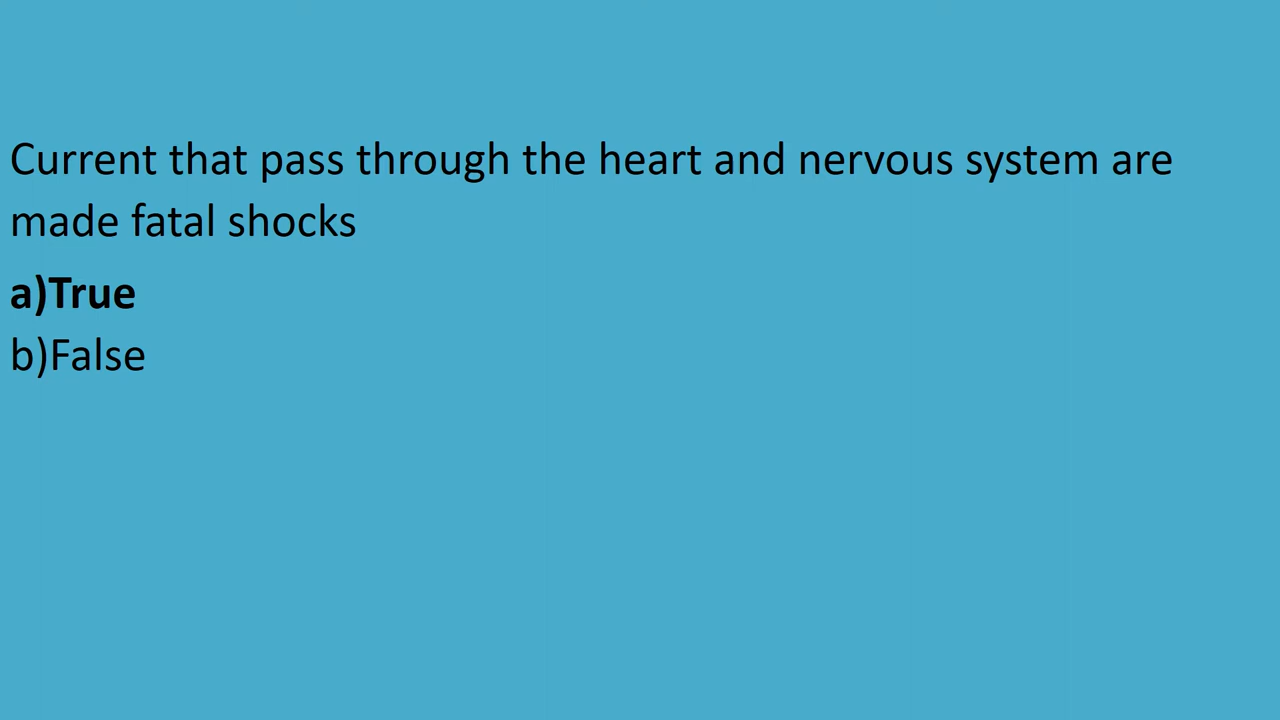 Current that pass through the heart and nervous system are
made fatal shocks
a)True
b)False